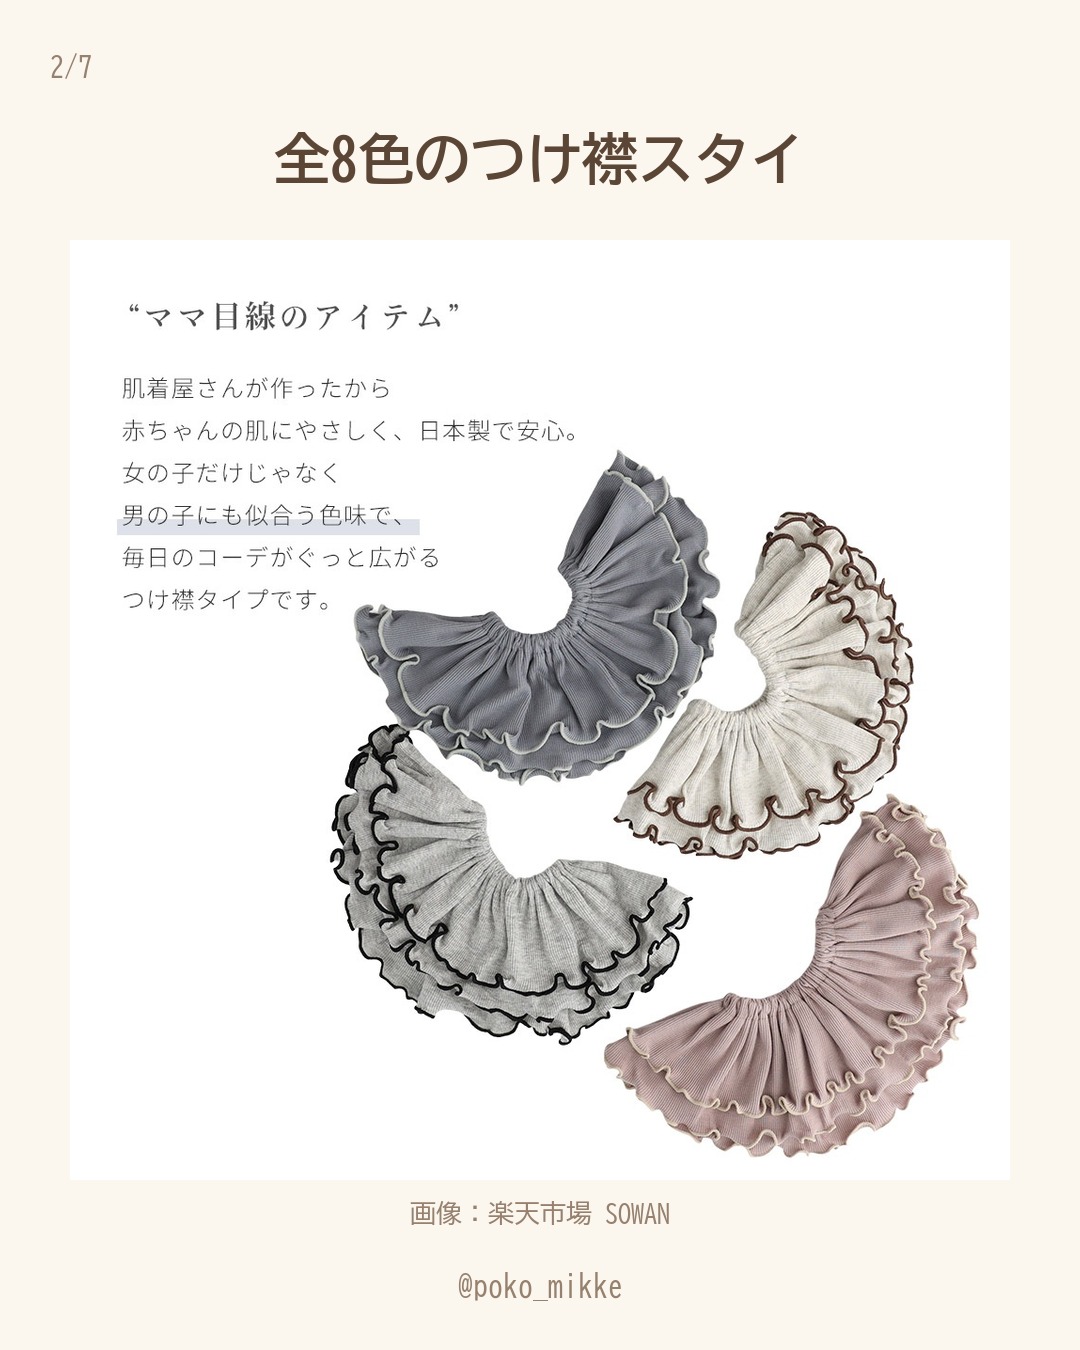 2/7
全8色のつけ襟スタイ
“ママ目線のアイテム”
肌着屋さんが作ったから
赤ちゃんの肌にやさしく、日本製で安心。
女の子だけじゃなく
男の子にも似合う色味で、
毎日のコーデがぐっと広がる
つけ襟タイプです。
画像：楽天市場 SOWAN
@poko_mikke